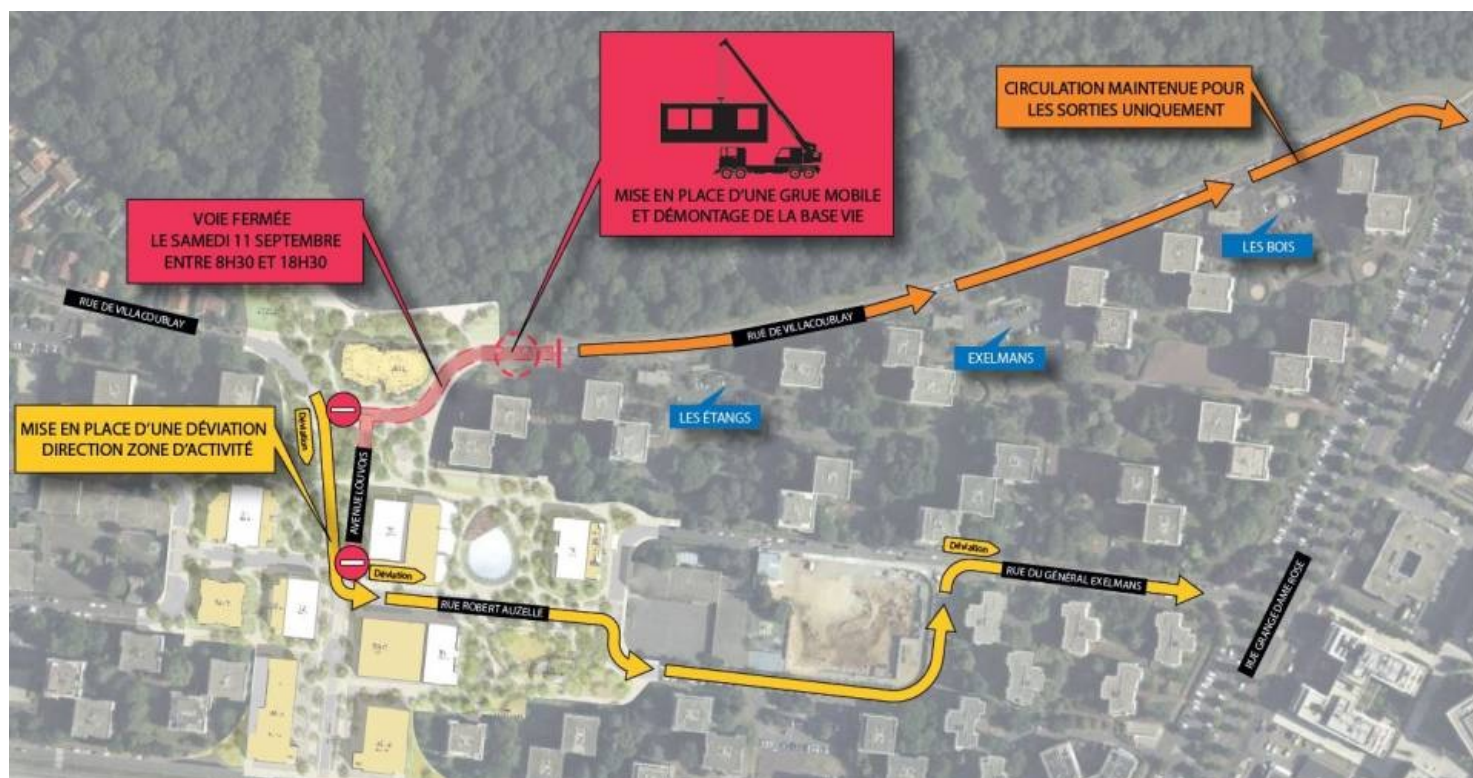 MISE EN PLACE D'UNE GRUE MOBILE
ET DÉMONTAGE DE LA BASE VIE
CIRCULATION MAINTENUE POUR
LES SORTIES UNIQUEMENT
VOIE FERMÉE
LE SAMEDI 11 SEPTEMBRE
ENTRE 8H30 ET 18H30
LES BOIS
RUE DE VILLACOUBLAY
RUE DE VILLACOUBLAY
EXELMANS
LES ÉTANGS
MISE EN PLACE D'UNE DÉVIATION
DIRECTION ZONE D'ACTIVITÉ
Déviation
AVENUE LOUVOIS
Déviation
Déviation
RUE DU GÉNÉRAL EXELMANS
RUE ROBERT AUZELLE
RUE GRANGE DAME ROSE